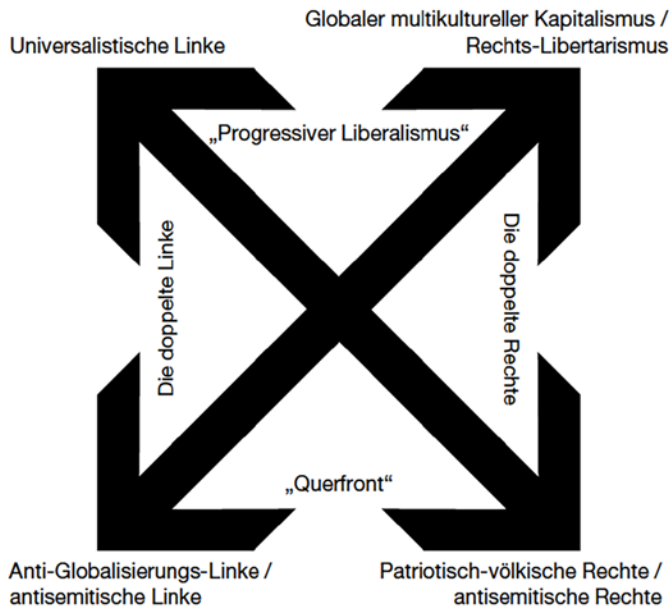 Globaler multikultureller Kapitalismus /
Universalistische Linke
Rechts-Libertarismus
„Progressiver Liberalismus“
Die doppelte Linke
Die doppelte Rechte
„Querfront“
Anti-Globalisierungs-Linke /
antisemitische Linke
Patriotisch-völkische Rechte /
antisemitische Rechte